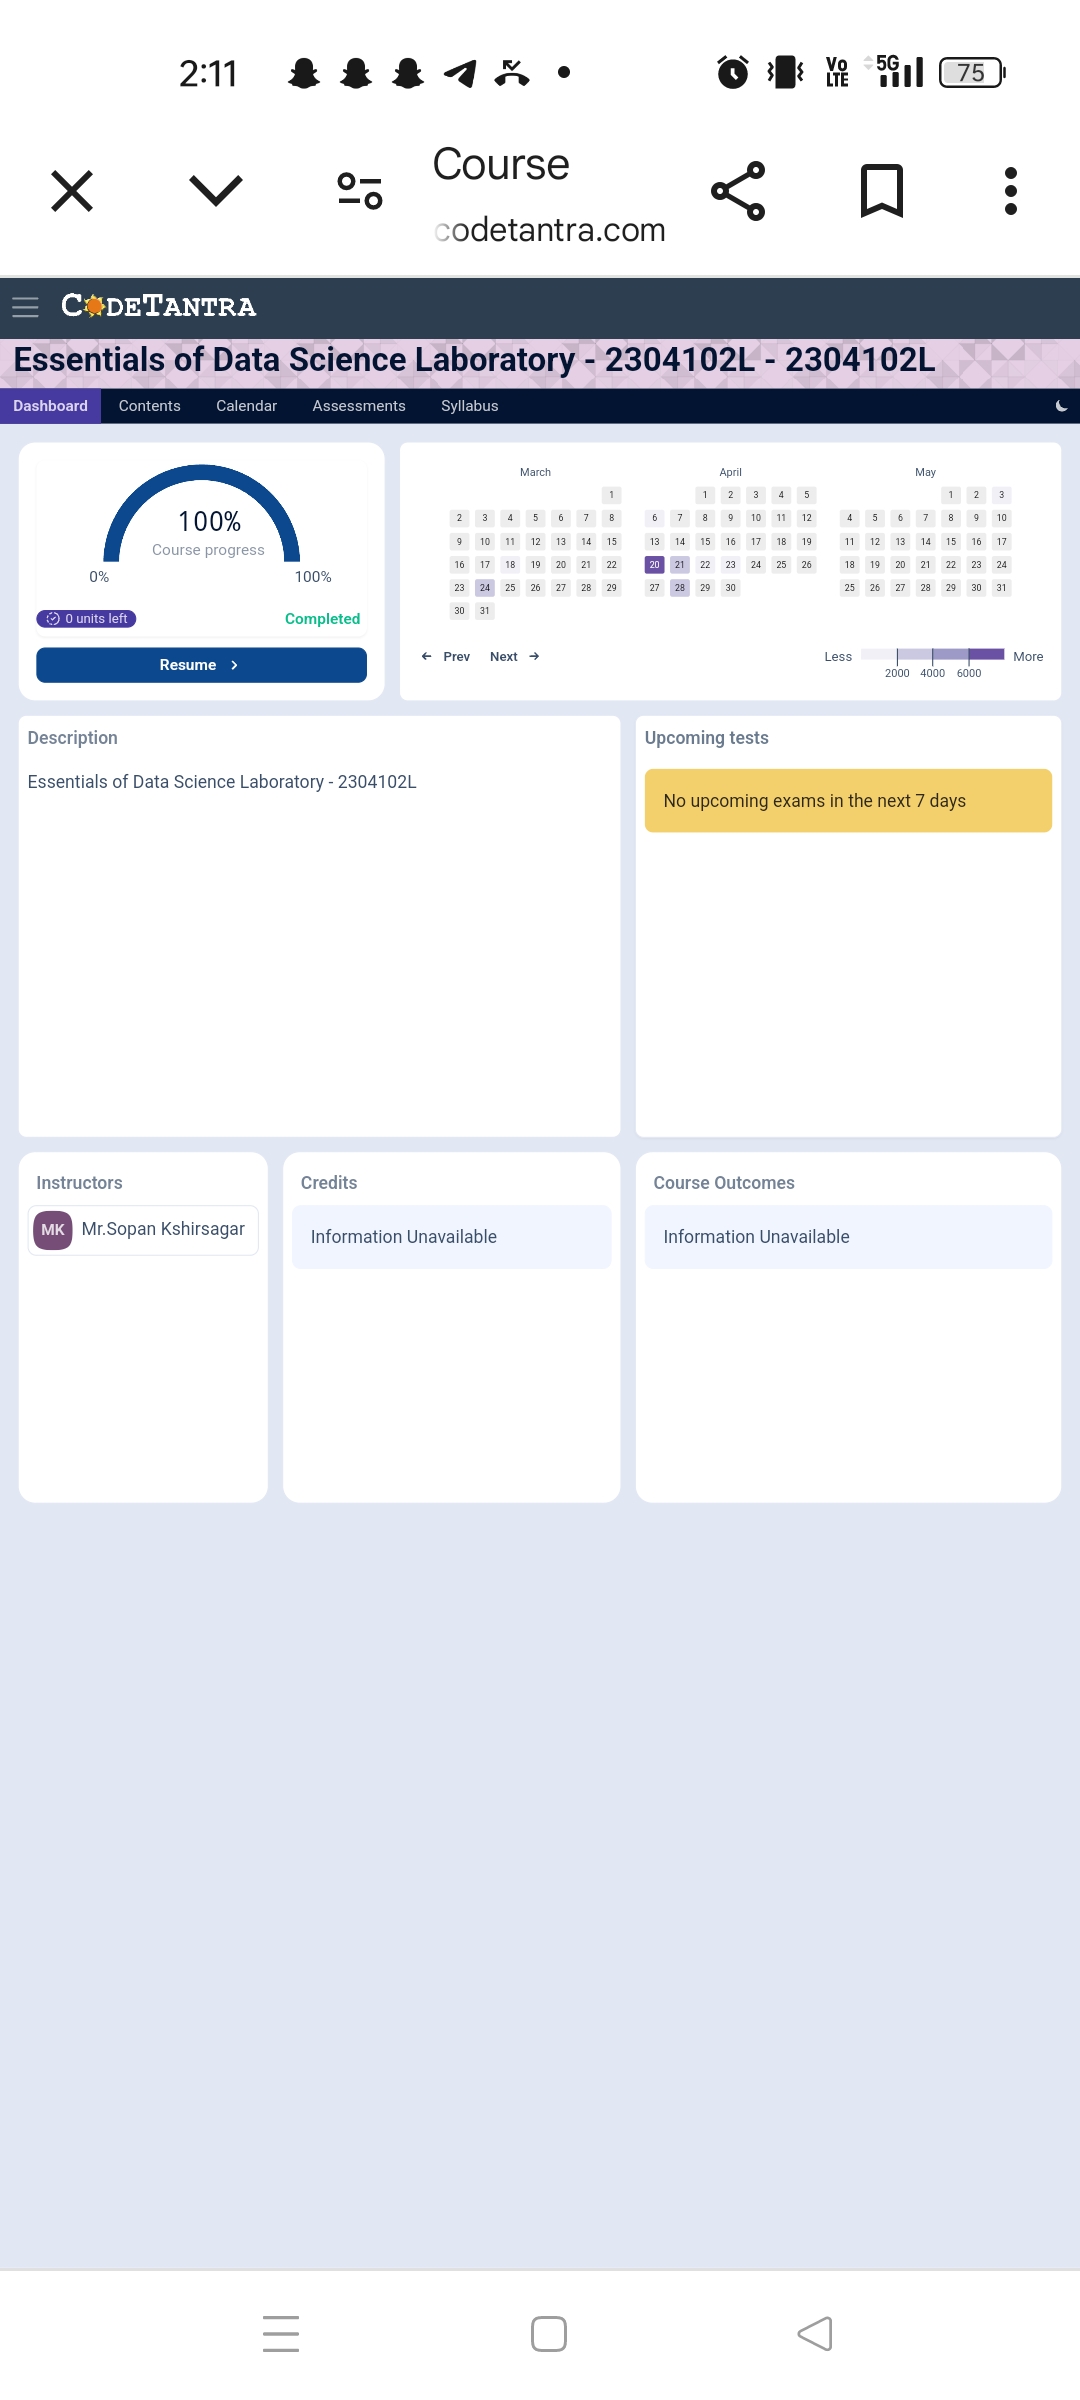 2:11
Vo LTE 5G 75
Course
codetantra.com
CODETANTRA
Essentials of Data Science Laboratory - 2304102L - 2304102L
Dashboard Contents Calendar Assessments Syllabus
100%
Course progress
0% 100%
0 units left Completed
Resume
March
1
2 3 4 5 6 7 8
9 10 11 12 13 14 15
16 17 18 19 20 21 22
23 24 25 26 27 28 29
30 31
April
1 2 3 4 5
6 7 8 9 10 11 12
13 14 15 16 17 18 19
20 21 22 23 24 25 26
27 28 29 30
May
1 2 3
4 5 6 7 8 9 10
11 12 13 14 15 16 17
18 19 20 21 22 23 24
25 26 27 28 29 30 31
Prev Next
Less More
2000 4000 6000
Description
Essentials of Data Science Laboratory - 2304102L
Upcoming tests
No upcoming exams in the next 7 days
Instructors
MK Mr.Sopan Kshirsagar
Credits
Information Unavailable
Course Outcomes
Information Unavailable